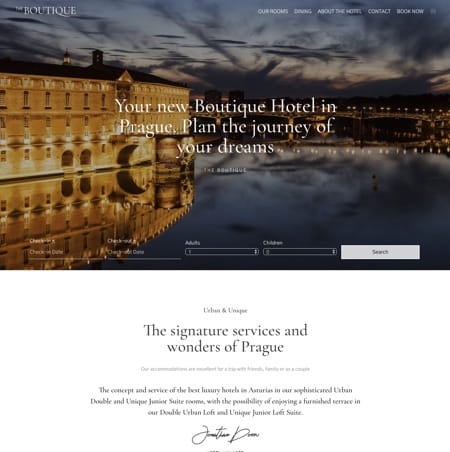 THE BOUTIQUE
OUR ROOMS DINING ABOUT THE HOTEL CONTACT BOOK NOW
Your new Boutique Hotel in
Prague. Plan the journey of
your dreams
THE BOUTIQUE
Check-in * Check-out * Adults Children
Check-in Date Check-out Date 1 0 Search
Urban & Unique
The signature services and
wonders of Prague
Our accommodations are excellent for a trip with friends, family or as a couple
The concept and service of the best luxury hotels in Asturias in our sophisticated Urban
Double and Unique Junior Suite rooms, with the possibility of enjoying a furnished terrace in
our Double Urban Loft and Unique Junior Loft Suite.